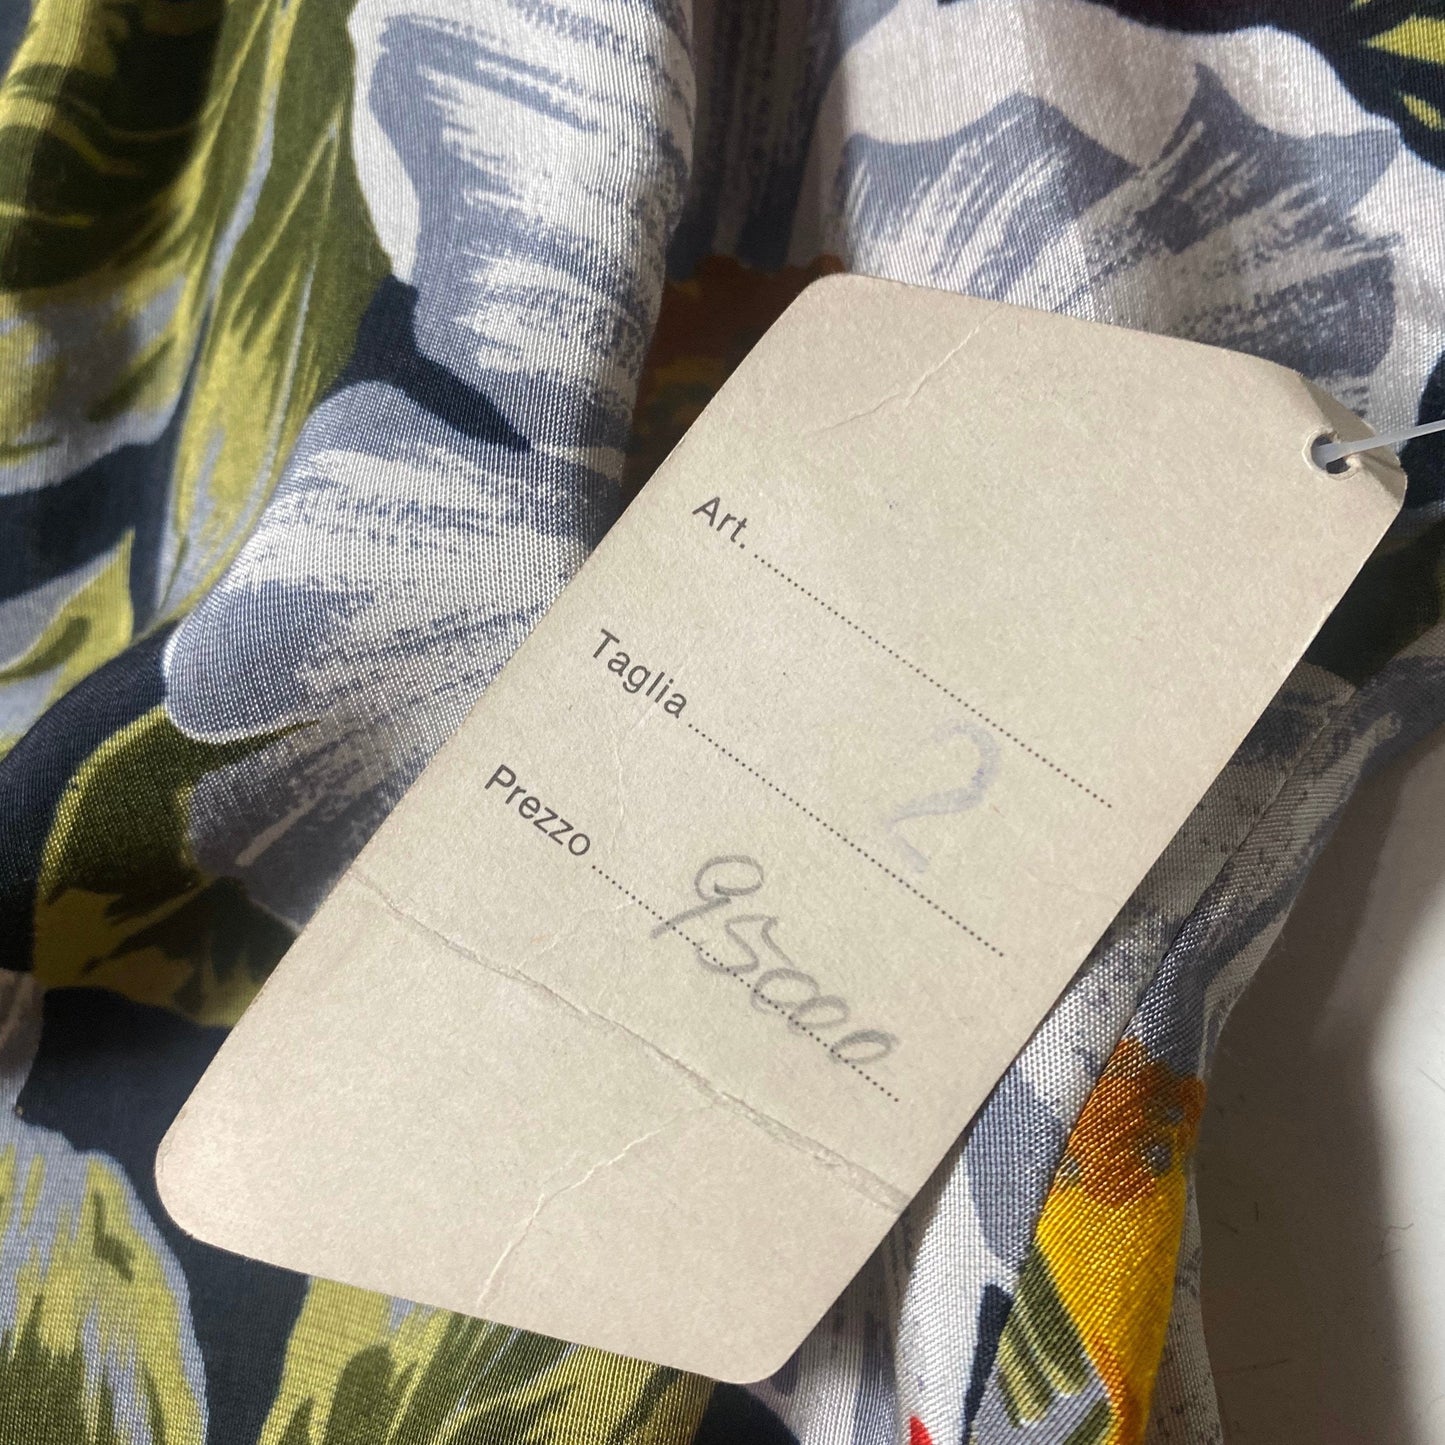 Art.
Taglia 2
Prezzo 95000